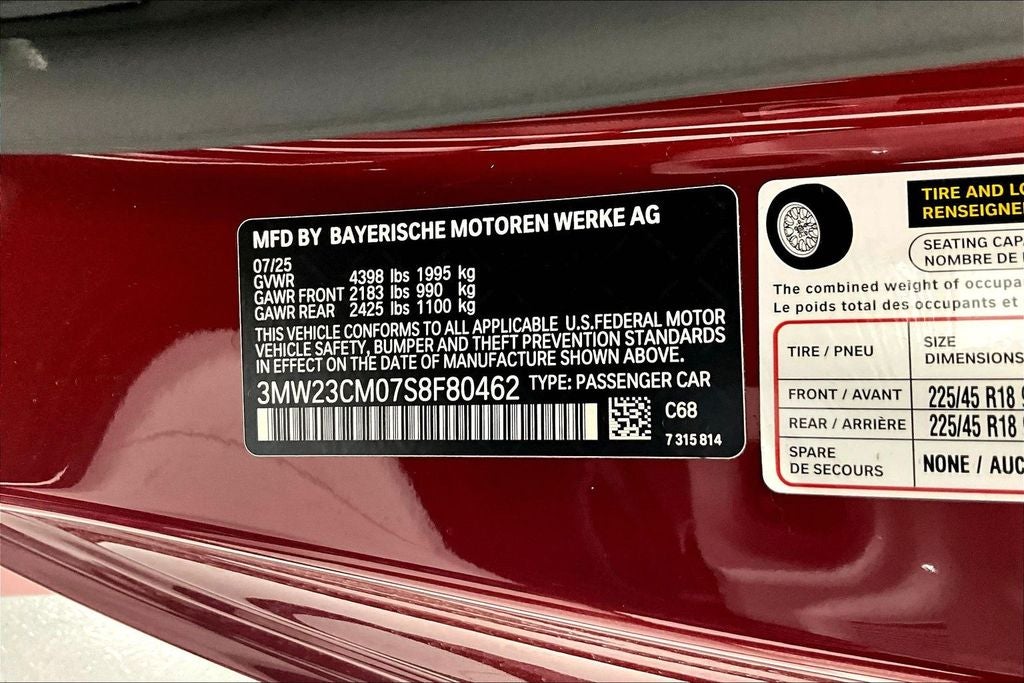 MFD BY BAYERISCHE MOTOREN WERKE AG
07/25
GVWR 4398 lbs 1995 kg
GAWR FRONT 2183 lbs 990 kg
GAWR REAR 2425 lbs 1100 kg
THIS VEHICLE CONFORMS TO ALL APPLICABLE U.S.FEDERAL MOTOR
VEHICLE SAFETY, BUMPER AND THEFT PREVENTION STANDARDS
IN EFFECT ON THE DATE OF MANUFACTURE SHOWN ABOVE.
3MW23CM07S8F80462 TYPE: PASSENGER CAR
C68
7 315 814
TIRE AND LO
RENSEIGNE
SEATING CAPA
NOMBRE DE
The combined weight of occupa
Le poids total des occupants et
TIRE / PNEU
SIZE
DIMENSIONS
FRONT / AVANT 225/45 R18 9
REAR / ARRIÈRE 225/45 R18 9
SPARE
DE SECOURS
NONE / AUC